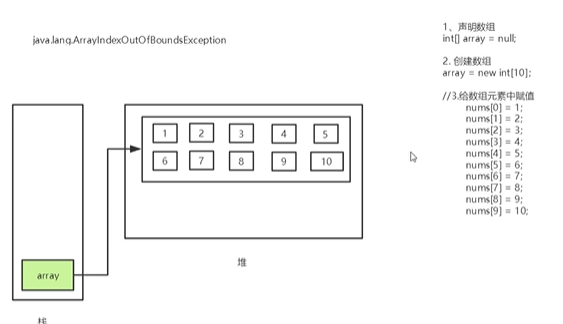 java.lang.ArrayIndexOutOfBoundsException
1 2 3 4 5
6 7 8 9 10
array
堆
栈
1、声明数组
int[] array = null;
2. 创建数组
array = new int[10];
//3.给数组元素中赋值
nums[0] = 1;
nums[1] = 2;
nums[2] = 3;
nums[3] = 4;
nums[4] = 5;
nums[5] = 6;
nums[6] = 7;
nums[7] = 8;
nums[8] = 9;
nums[9] = 10;